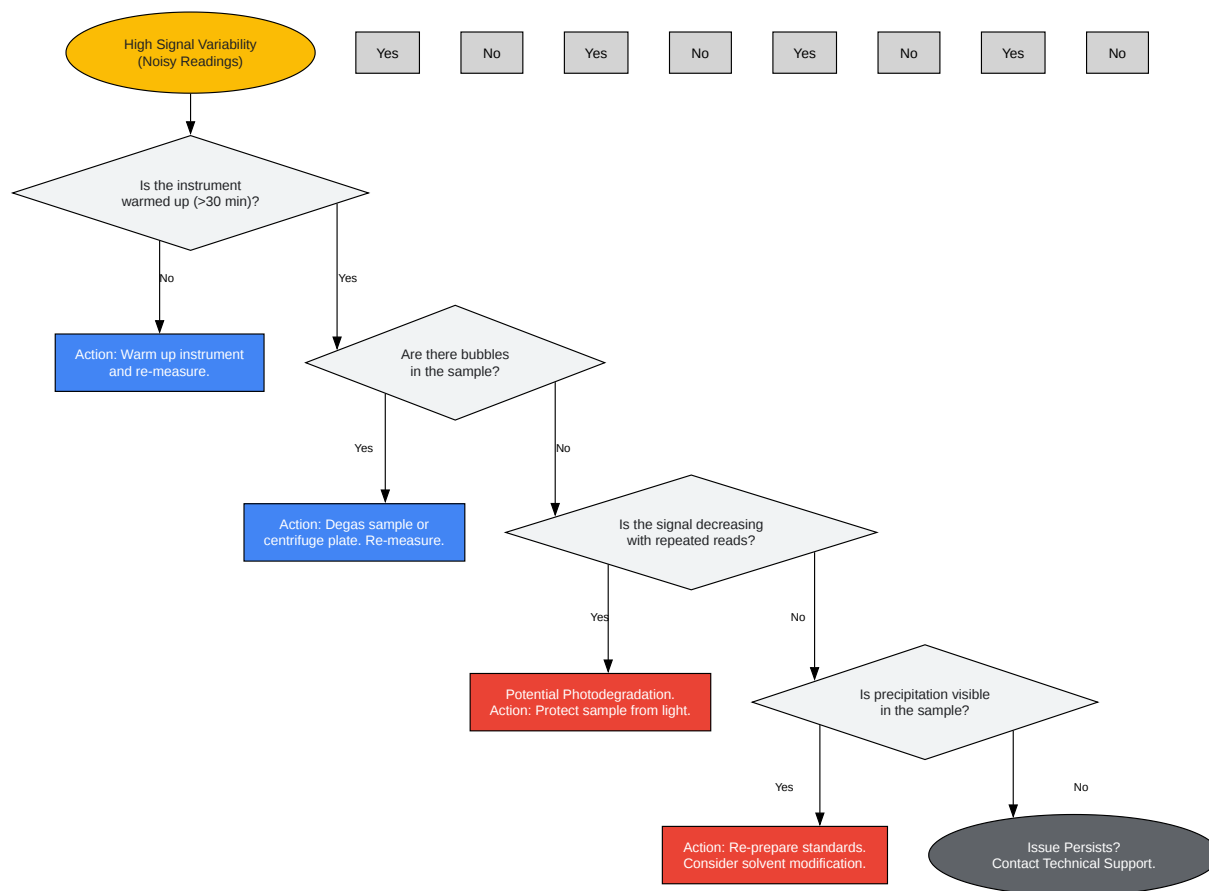 High Signal Variability
(Noisy Readings)
Yes
No
Yes
No
Yes
No
Yes
No
Is the instrument
warmed up (>30 min)?
No
Yes
Action: Warm up instrument
and re-measure.
Are there bubbles
in the sample?
Yes
No
Action: Degas sample or
centrifuge plate. Re-measure.
Is the signal decreasing
with repeated reads?
Yes
No
Potential Photodegradation.
Action: Protect sample from light.
Is precipitation visible
in the sample?
Yes
No
Action: Re-prepare standards.
Consider solvent modification.
Issue Persists?
Contact Technical Support.